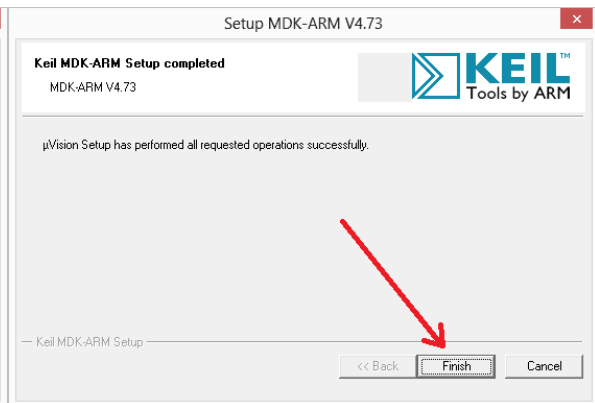 Setup MDK-ARM V4.73
Keil MDK-ARM Setup completed
MDK-ARM V4.73
KEIL™
Tools by ARM
µVision Setup has performed all requested operations successfully.
Keil MDK-ARM Setup
<< Back
Finish
Cancel